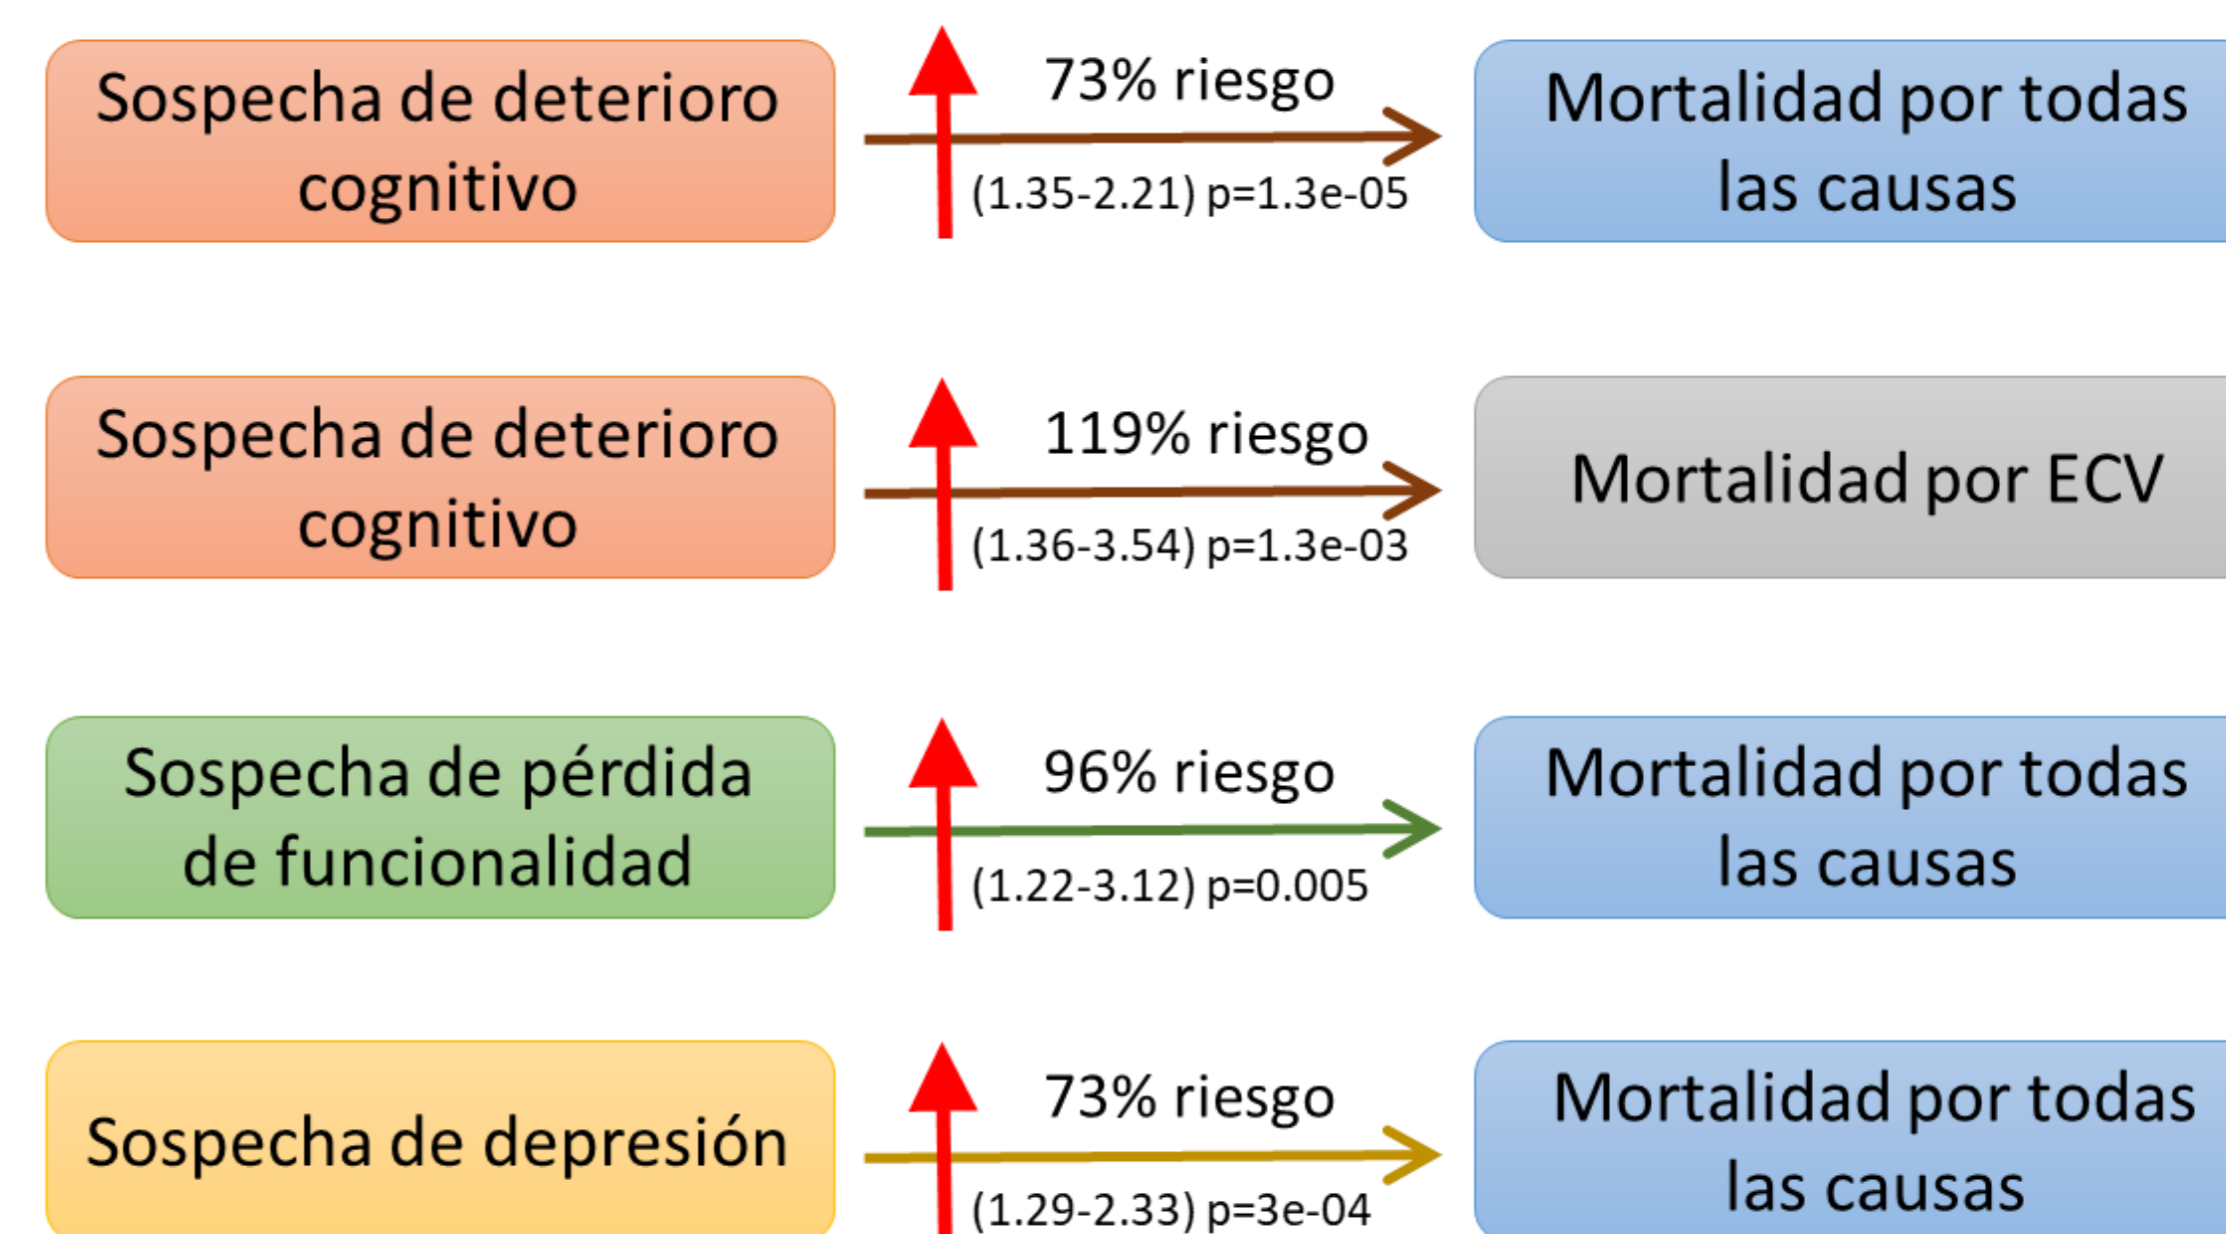 Sospecha de deterioro
cognitivo
73% riesgo
(1.35-2.21) p=1.3e-05
Mortalidad por todas
las causas
Sospecha de deterioro
cognitivo
119% riesgo
(1.36-3.54) p=1.3e-03
Mortalidad por ECV
Sospecha de pérdida
de funcionalidad
96% riesgo
(1.22-3.12) p=0.005
Mortalidad por todas
las causas
Sospecha de depresión
73% riesgo
(1.29-2.33) p=3e-04
Mortalidad por todas
las causas